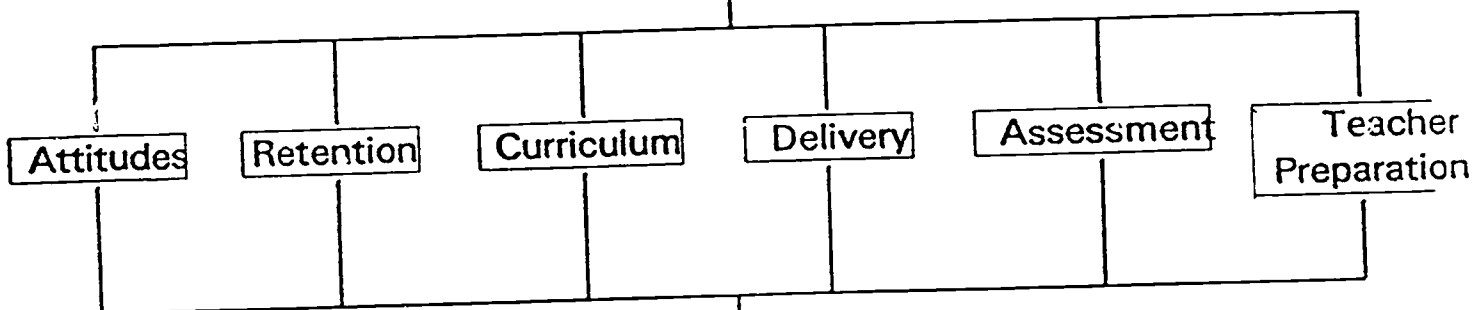 Attitudes
Retention
Curriculum
Delivery
Assessment
Teacher
Preparation